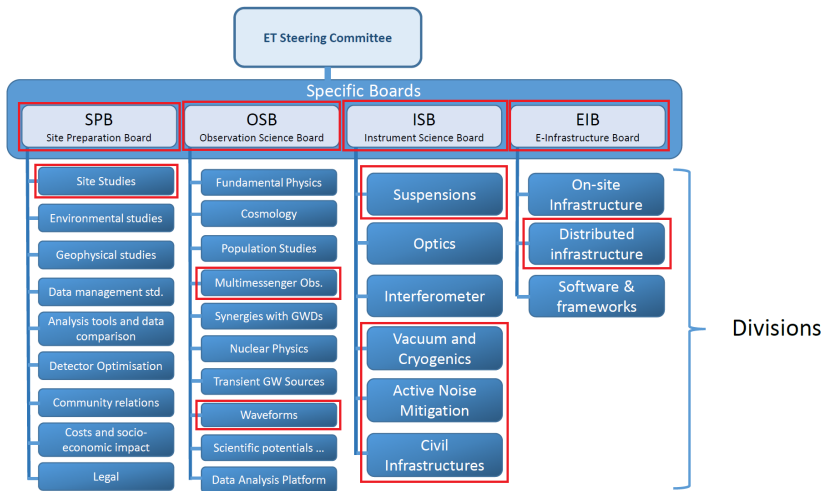 ET Steering Committee
Specific Boards
SPB
Site Preparation Board
OSB
Observation Science Board
ISB
Instrument Science Board
EIB
E-Infrastructure Board
Site Studies
Environmental studies
Geophysical studies
Data management std.
Analysis tools and data
comparison
Detector Optimisation
Community relations
Costs and socio-
economic impact
Legal
Fundamental Physics
Cosmology
Population Studies
Multimessenger Obs.
Synergies with GWDs
Nuclear Physics
Transient GW Sources
Waveforms
Scientific potentials ...
Data Analysis Platform
Suspensions
Optics
Interferometer
Vacuum and
Cryogenics
Active Noise
Mitigation
Civil
Infrastructures
On-site
Infrastructure
Distributed
infrastructure
Software &
frameworks
Divisions